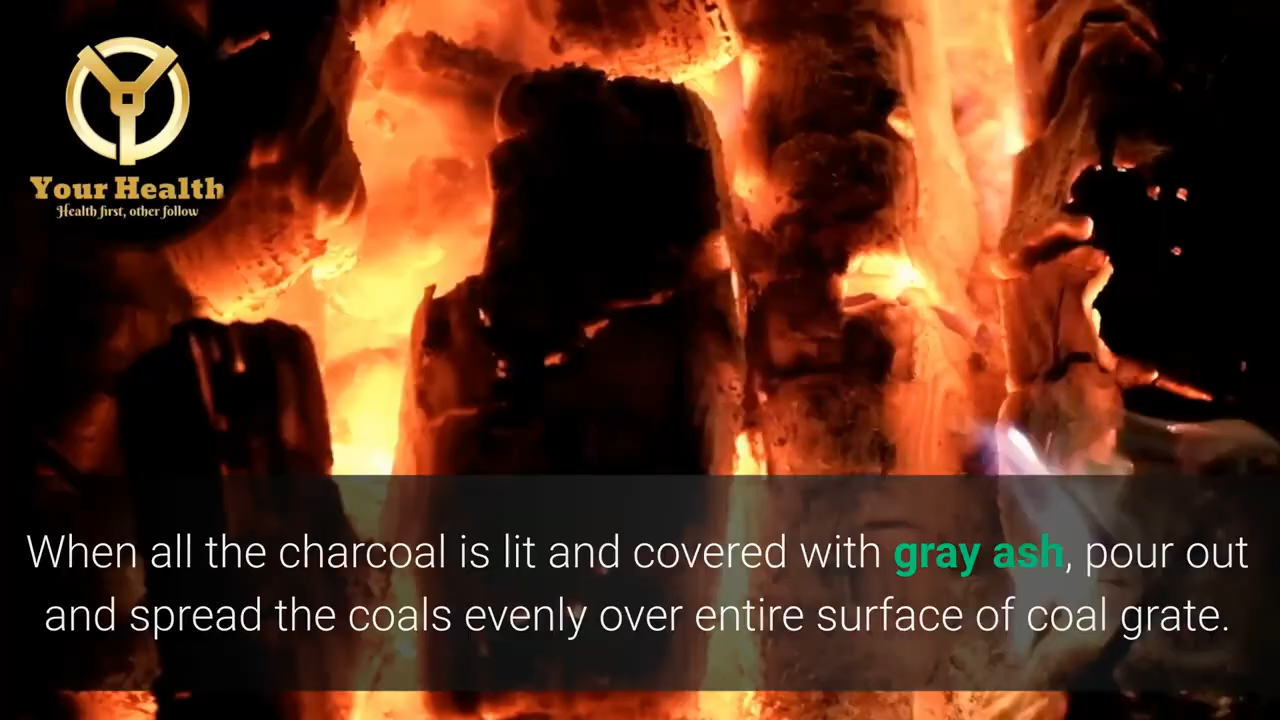 Your Health
Health first, other follow
When all the charcoal is lit and covered with gray ash, pour out
and spread the coals evenly over entire surface of coal grate.